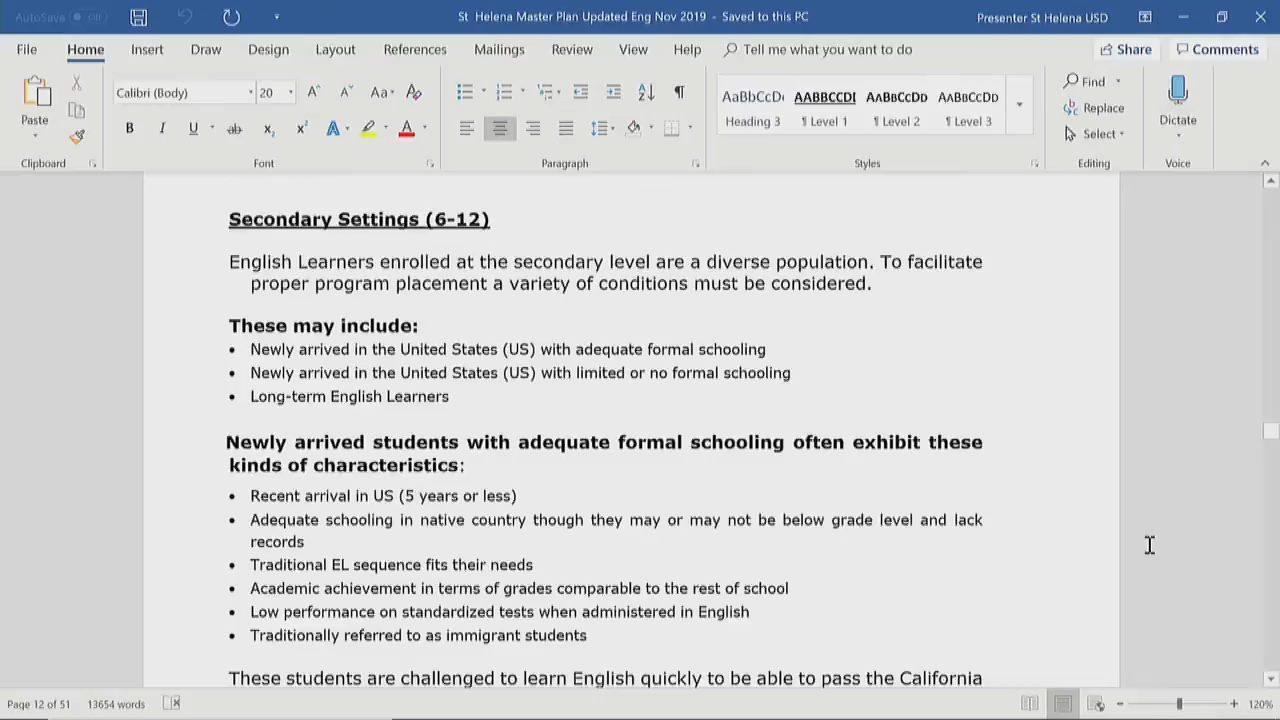 AutoSave Off St Helena Master Plan Updated Eng Nov 2019 - Saved to this PC Presenter St Helena USD
File Home Insert Draw Design Layout References Mailings Review View Help Tell me what you want to do Share Comments
Calibri (Body) 20 Aa AaBbCcDc AABBCCDI AABBCCDD AABBCCDD Find
Replace
Paste B I U ab x₂ x² A A Heading 3 ¶ Level 1 ¶ Level 2 ¶ Level 3 Select Dictate
Clipboard Font Paragraph Styles Editing Voice
Secondary Settings (6-12)
English Learners enrolled at the secondary level are a diverse population. To facilitate
proper program placement a variety of conditions must be considered.
These may include:
• Newly arrived in the United States (US) with adequate formal schooling
• Newly arrived in the United States (US) with limited or no formal schooling
• Long-term English Learners
Newly arrived students with adequate formal schooling often exhibit these
kinds of characteristics:
• Recent arrival in US (5 years or less)
• Adequate schooling in native country though they may or may not be below grade level and lack
records
• Traditional EL sequence fits their needs
• Academic achievement in terms of grades comparable to the rest of school
• Low performance on standardized tests when administered in English
• Traditionally referred to as immigrant students
These students are challenged to learn English quickly to be able to pass the California
Page 12 of 51 13654 words 120%